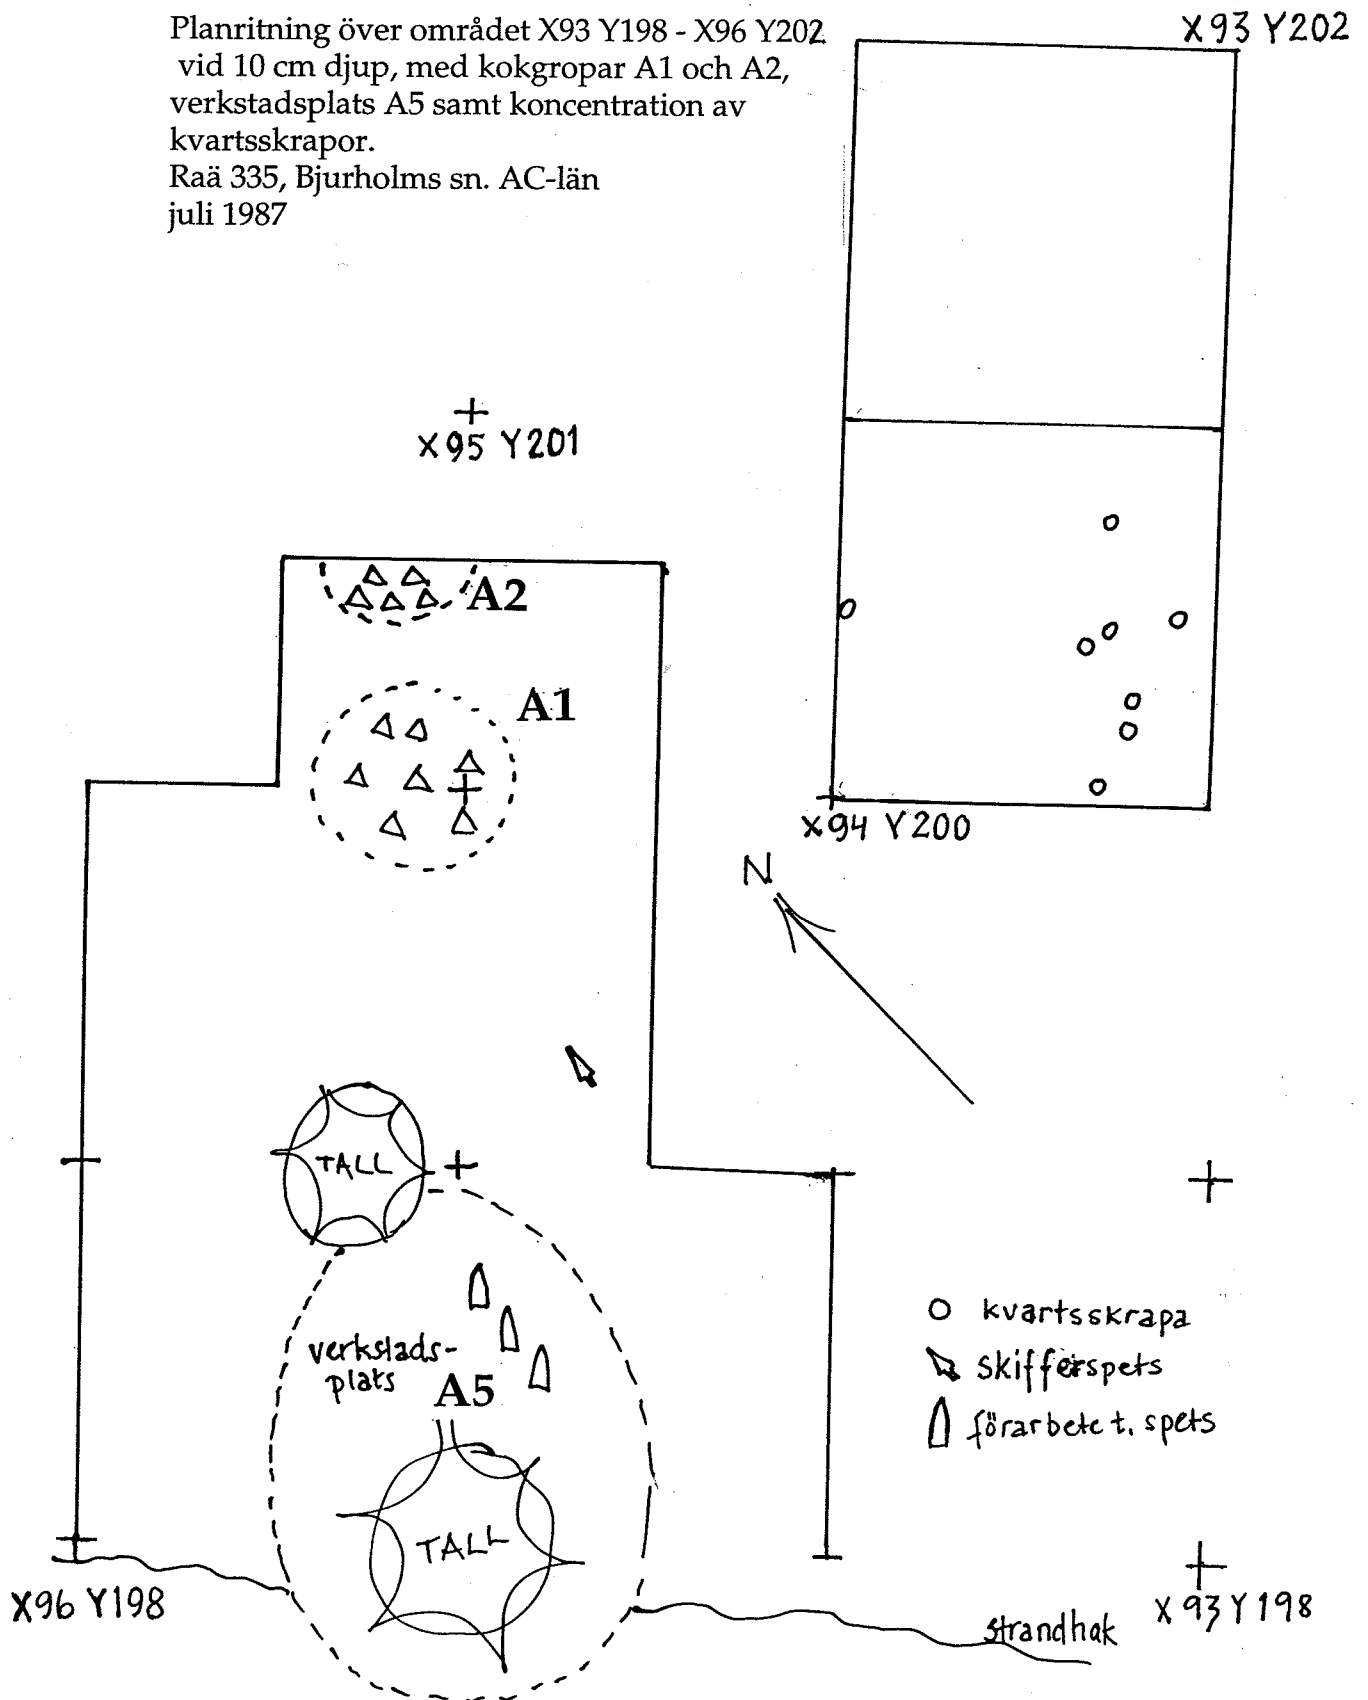 Planritning över området X93 Y198 - X96 Y202
vid 10 cm djup, med kokgropar A1 och A2,
verkstadsplats A5 samt koncentration av
kvartsskrapor.
Raä 335, Bjurholms sn. AC-län
juli 1987
X93 Y202
X95 Y201
A2
A1
X94 Y200
N
TALL
verkstads-
plats
A5
TALL
kvartsskrapa
skifferspets
förarbete t. spets
X96 Y198
X93 Y198
strandhak